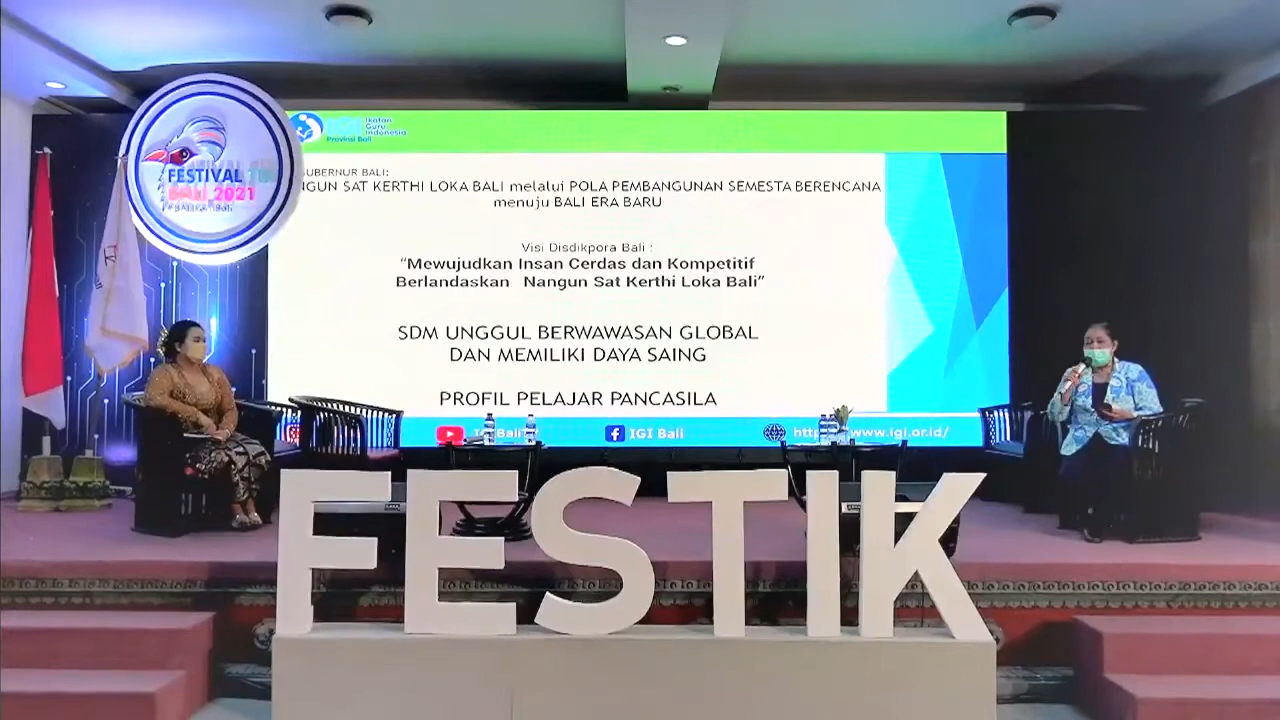 FESTIVAL TIK
BALI 2021
IGI
Ikatan
Guru
Indonesia
Provinsi Bali
GUBERNUR BALI:
NGUN SAT KERTHI LOKA BALI melalui POLA PEMBANGUNAN SEMESTA BERENCANA
menuju BALI ERA BARU
Visi Disdikpora Bali :
“Mewujudkan Insan Cerdas dan Kompetitif
Berlandaskan Nangun Sat Kerthi Loka Bali”
SDM UNGGUL BERWAWASAN GLOBAL
DAN MEMILIKI DAYA SAING
PROFIL PELAJAR PANCASILA
IGI Bali
www.igi.or.id/
FESTIK